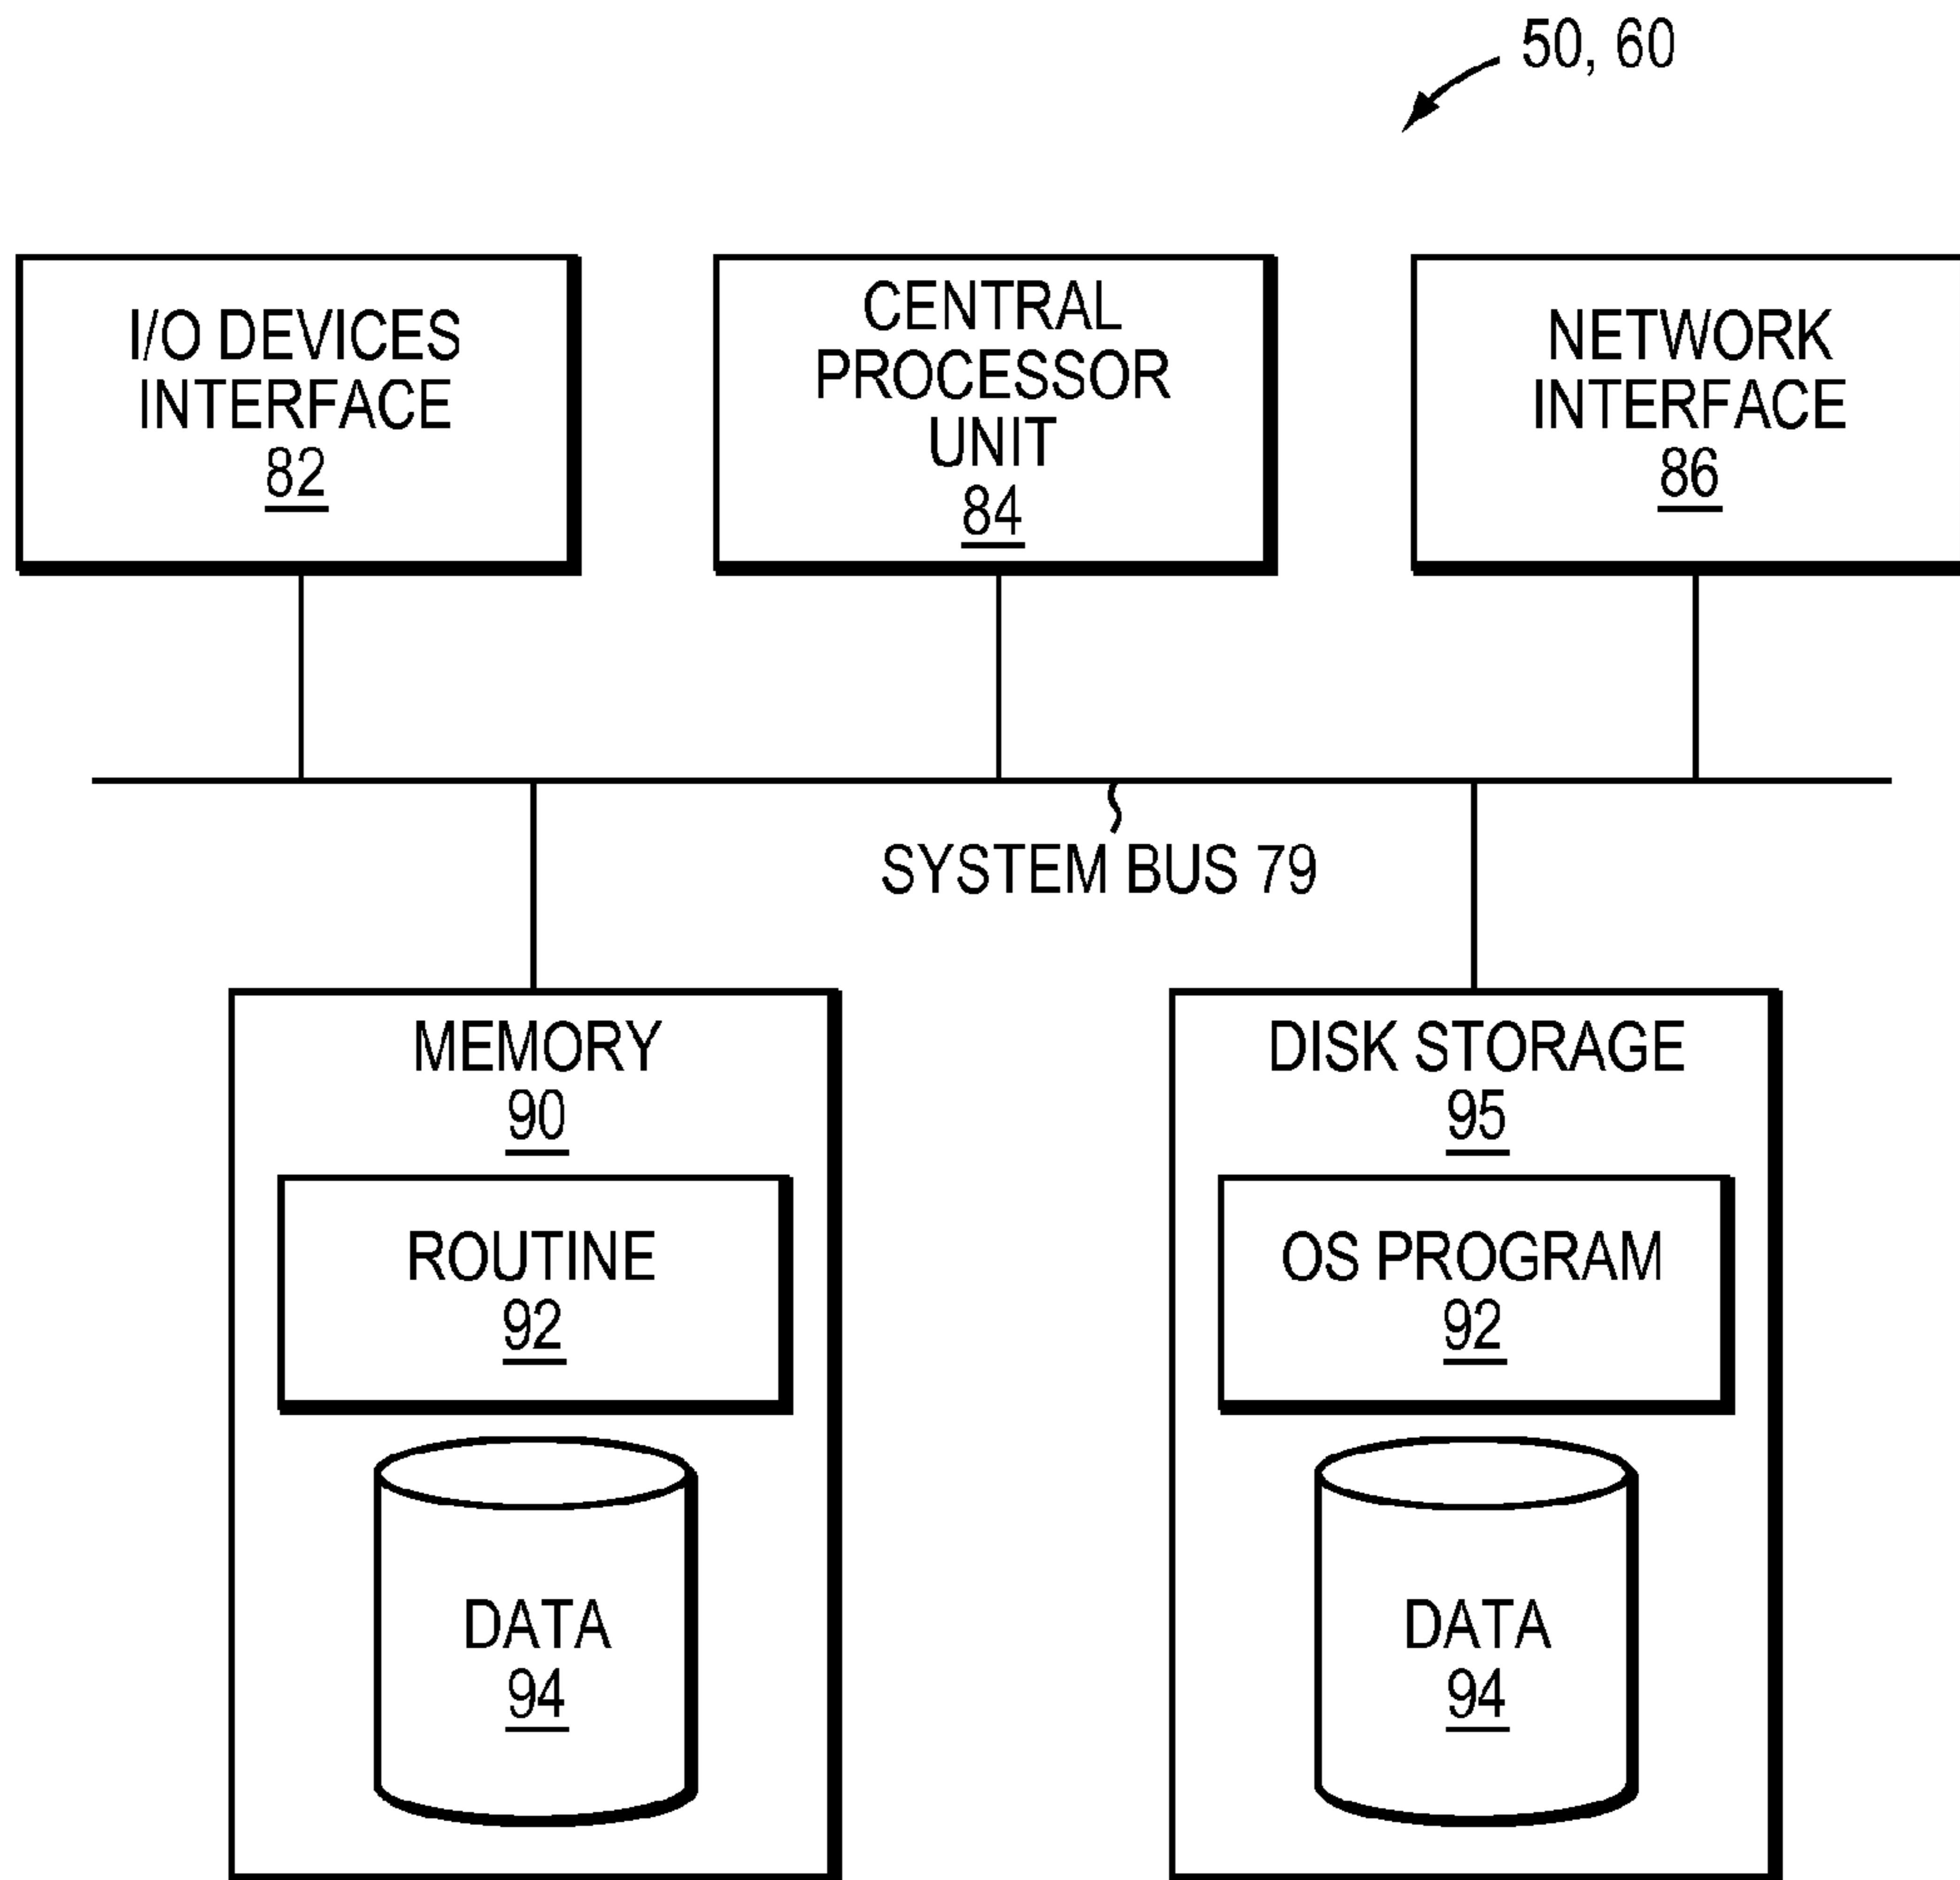 50, 60
I/O DEVICES
INTERFACE
82
CENTRAL
PROCESSOR
UNIT
84
NETWORK
INTERFACE
86
SYSTEM BUS 79
MEMORY
90
ROUTINE
92
DATA
94
DISK STORAGE
95
OS PROGRAM
92
DATA
94